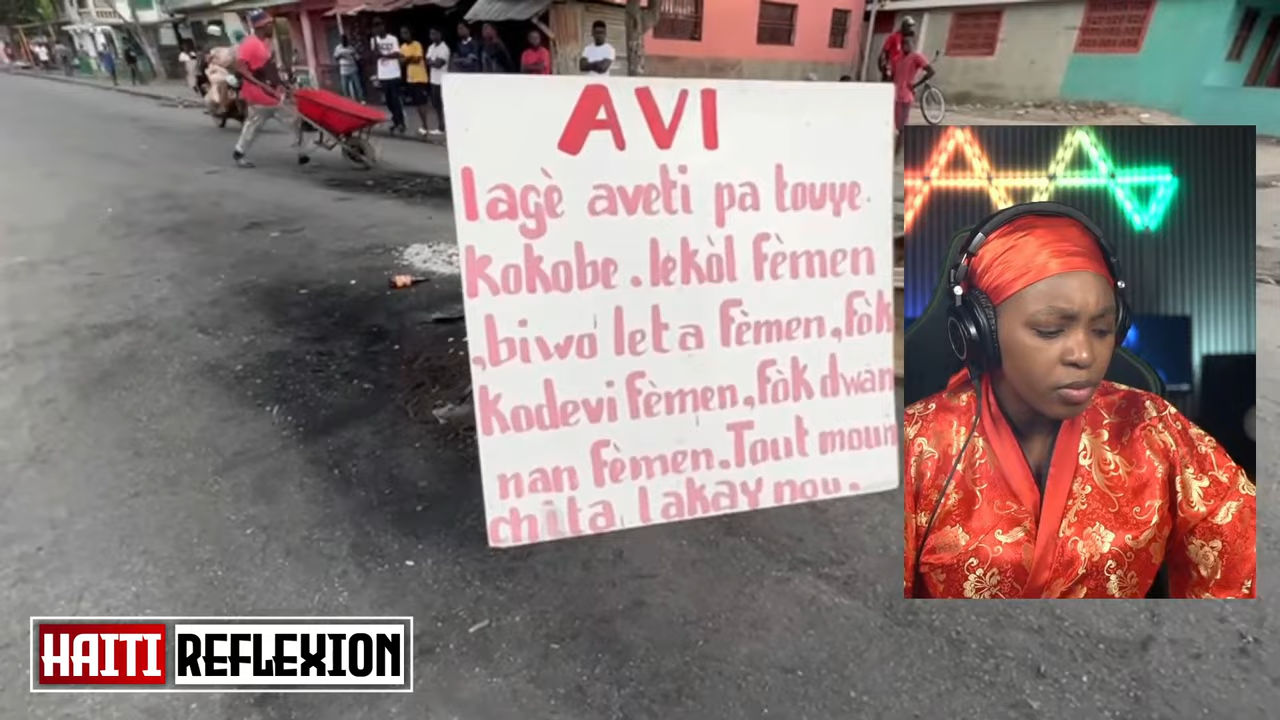 AVI
lagè aveti pa touye
kokobe. lekòl fèmen
, biwo leta fèmen, fòk
kodevi fèmen, fòk dwan
nan fèmen. Tout moun
chita lakay nou.
HAITI REFLEXION